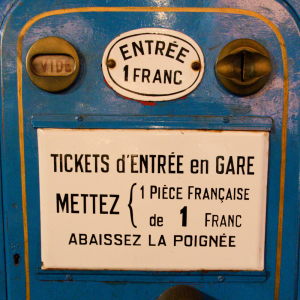 ENTRÉE
1 FRANC
VIDE
TICKETS d'ENTRÉE en GARE
METTEZ { 1 PIÈCE FRANÇAISE
de 1 FRANC
ABAISSEZ LA POIGNÉE